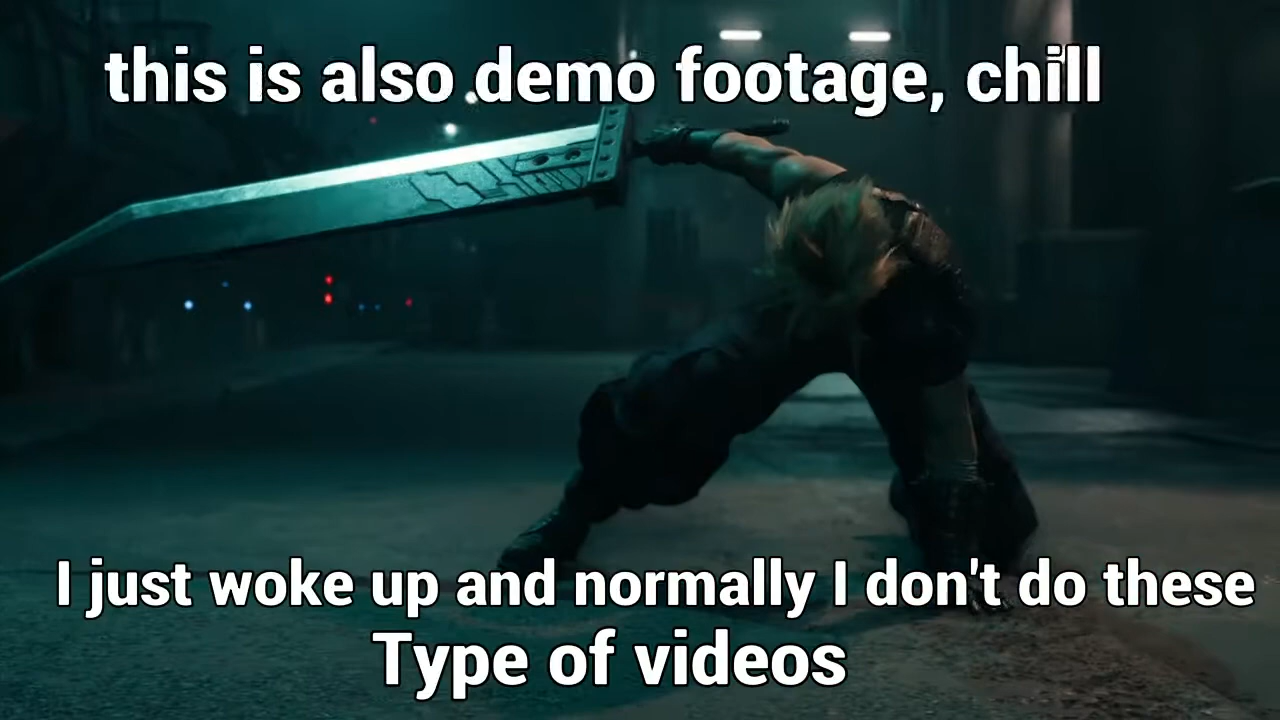 this is also demo footage, chill
I just woke up and normally I don't do these
Type of videos